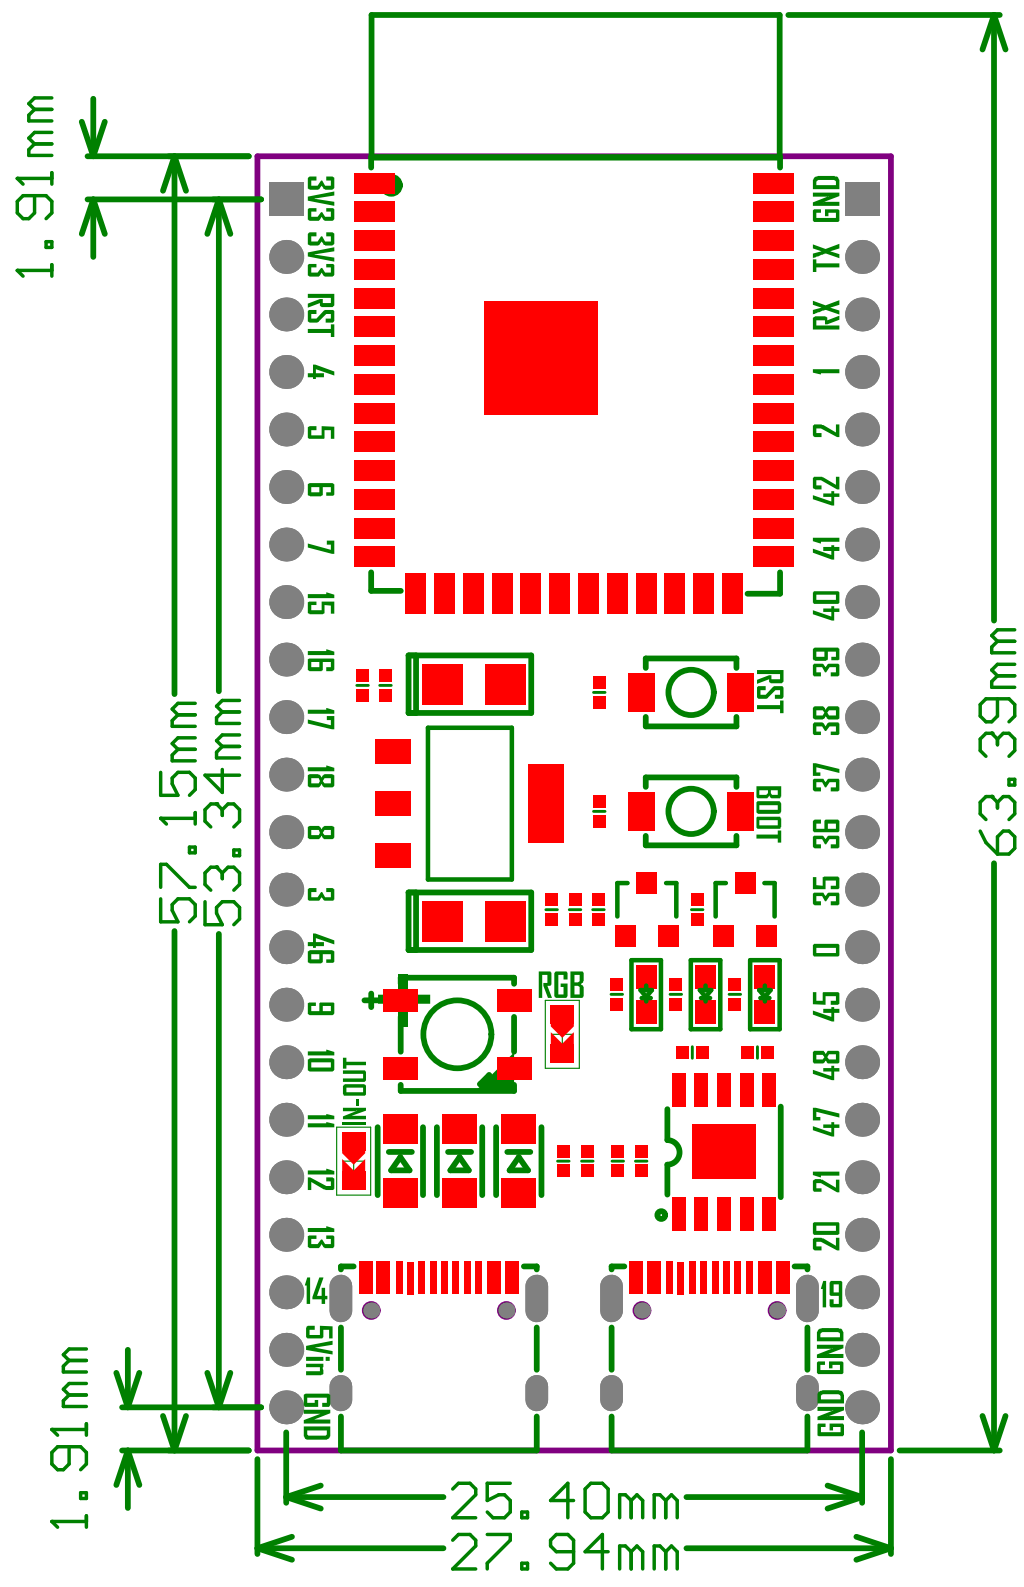 1.91mm
57.15mm
53.34mm
1.91mm
63.39mm
3V3
3V3
RST
4
5
6
7
15
16
17
18
8
3
46
9
10
11
12
13
14
5Vin
GND
GND
TX
RX
1
2
42
41
40
39
38
37
36
35
0
45
48
47
21
20
19
GND
GND
RST
BOOT
RGB
+
IN-OUT
25.40mm
27.94mm